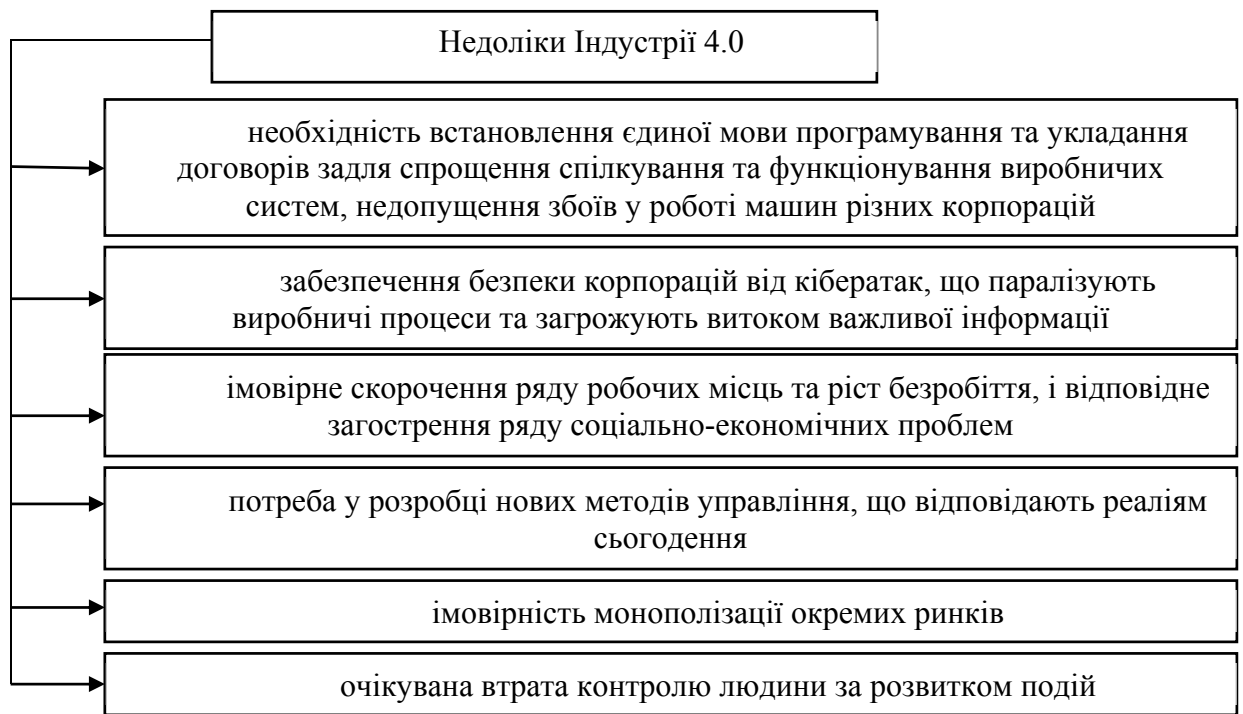 Недоліки Індустрії 4.0
необхідність встановлення єдиної мови програмування та укладання
договорів задля спрощення спілкування та функціонування виробничих
систем, недопущення збоїв у роботі машин різних корпорацій
забезпечення безпеки корпорацій від кібератак, що паралізують
виробничі процеси та загрожують витоком важливої інформації
імовірне скорочення ряду робочих місць та ріст безробіття, і відповідне
загострення ряду соціально-економічних проблем
потреба у розробці нових методів управління, що відповідають реаліям
сьогодення
імовірність монополізації окремих ринків
очікувана втрата контролю людини за розвитком подій